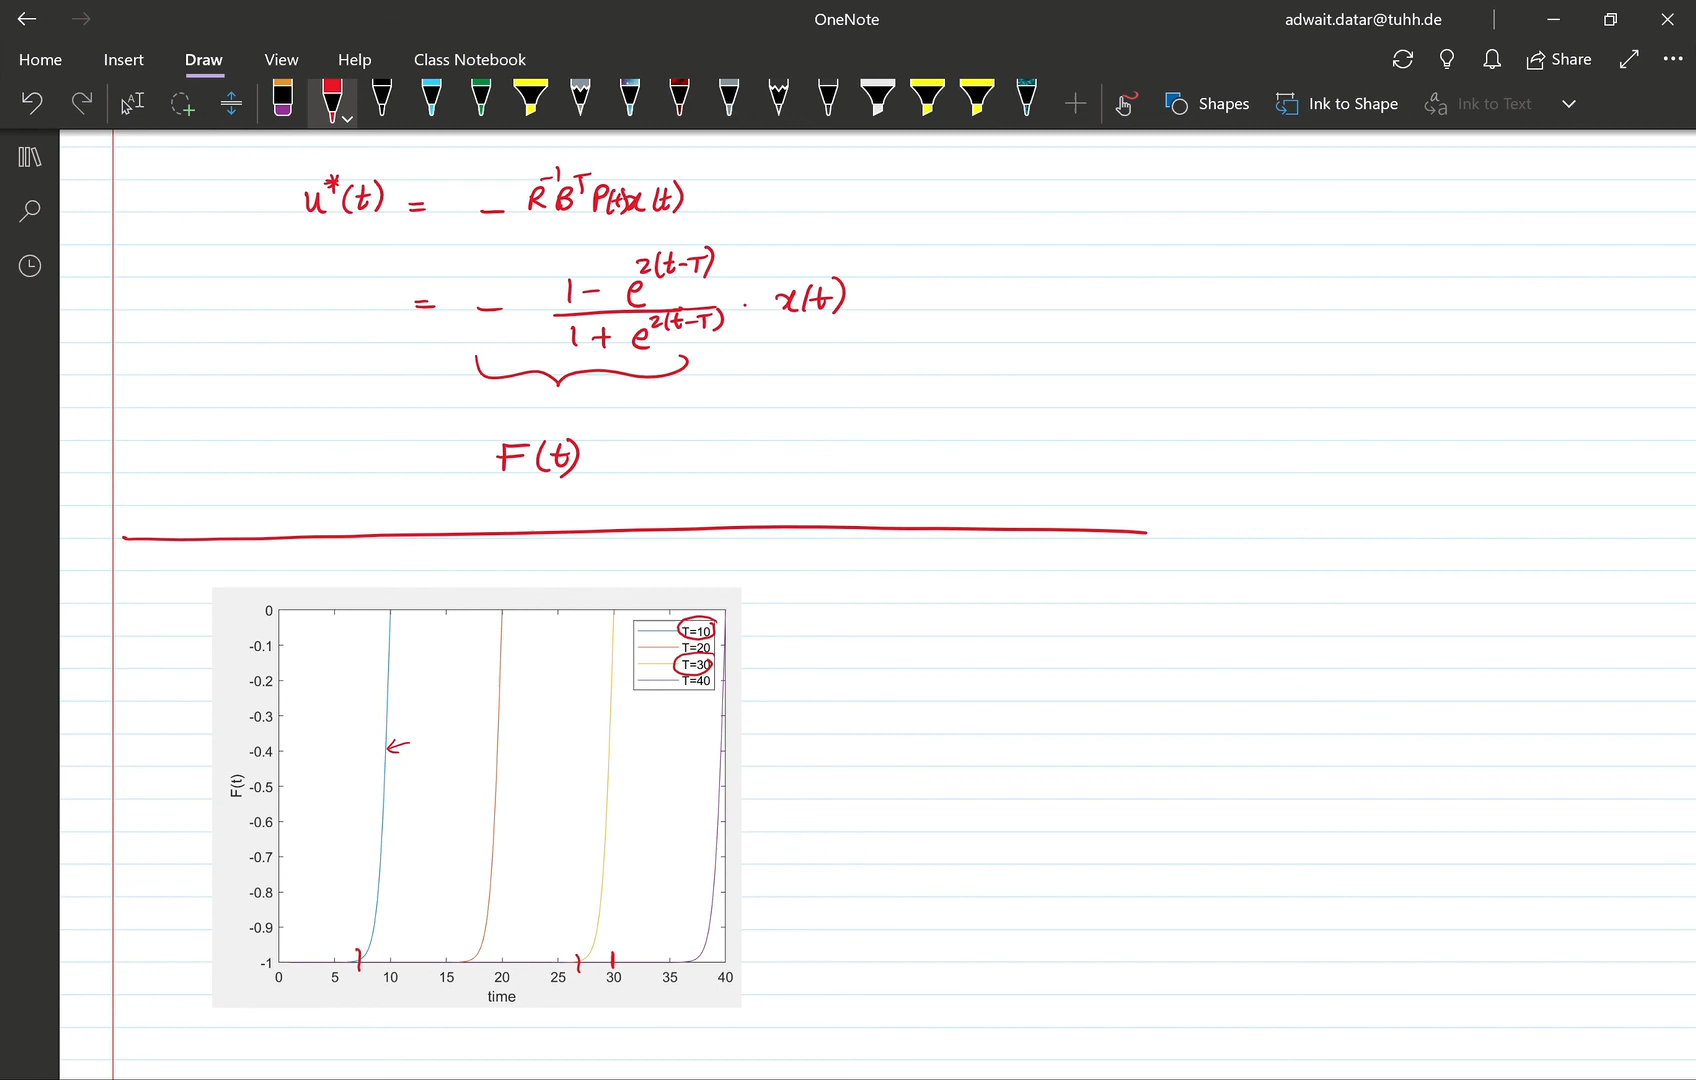 OneNote
adwait.datar@tuhh.de
Home Insert Draw View Help Class Notebook
Share
Shapes Ink to Shape Ink to Text
u*(t) = - R⁻¹BᵀP(t)x(t)
= - (1 - e^{2(t-T)}) / (1 + e^{2(t-T)}) · x(t)
F(t)
0
-0.1
-0.2
-0.3
-0.4
-0.5
-0.6
-0.7
-0.8
-0.9
-1
F(t)
T=10
T=20
T=30
T=40
0 5 10 15 20 25 30 35 40
time